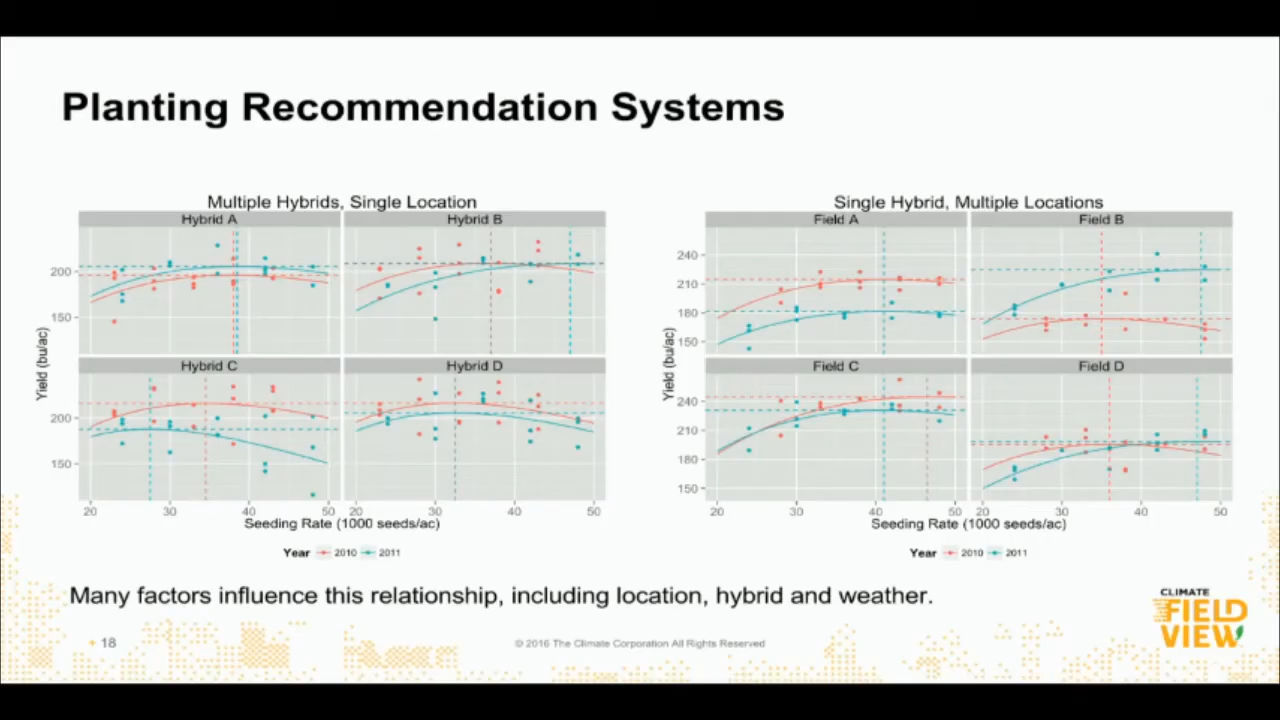 Planting Recommendation Systems
Multiple Hybrids, Single Location
Hybrid A
Hybrid B
200
150
Hybrid C
Hybrid D
200
150
Yield (bu/ac)
20 30 40 20 30 40 50
Seeding Rate (1000 seeds/ac)
Year 2010 2011
Single Hybrid, Multiple Locations
Field A
Field B
240
210
180
150
Field C
Field D
240
210
180
150
Yield (bu/ac)
20 30 40 20 30 40 50
Seeding Rate (1000 seeds/ac)
Year 2010 2011
Many factors influence this relationship, including location, hybrid and weather.
18
© 2016 The Climate Corporation All Rights Reserved
CLIMATE
FIELD
VIEW